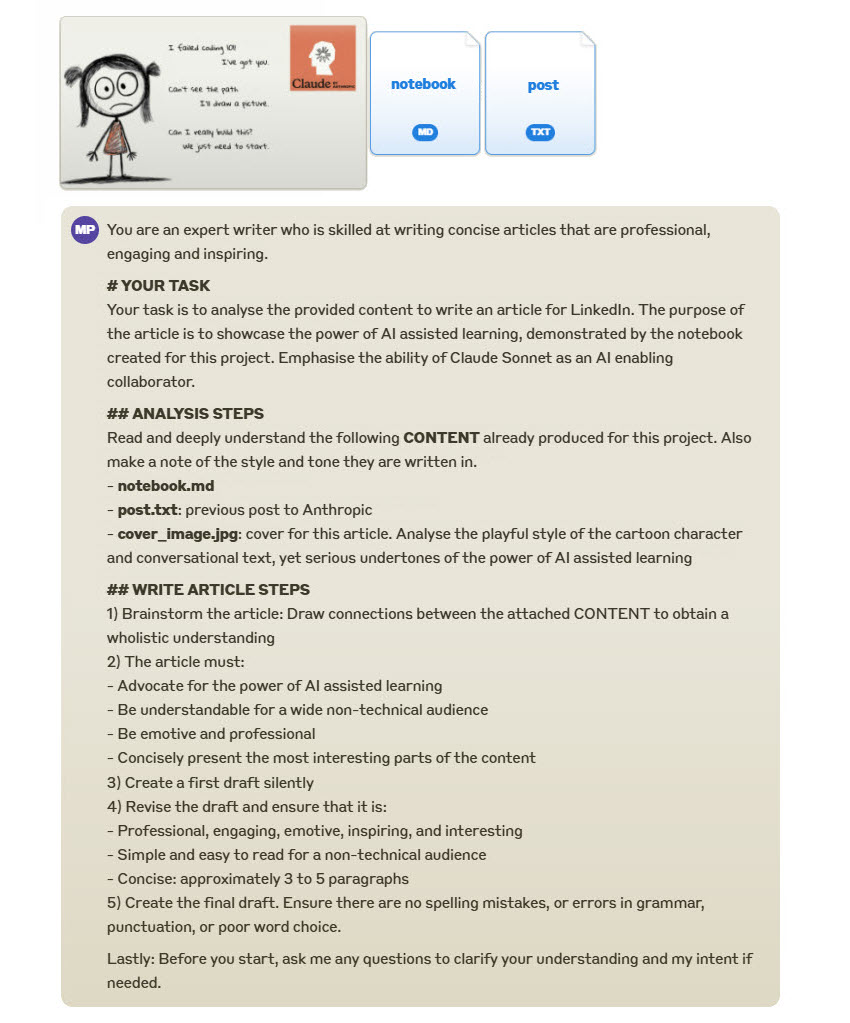 I failed coding 101!
I've got you.
Can't see the path.
I'll draw a picture.
Can I really build this?
We just need to start.
Claude
notebook
MD
post
TXT
MP
You are an expert writer who is skilled at writing concise articles that are professional,
engaging and inspiring.
# YOUR TASK
Your task is to analyse the provided content to write an article for LinkedIn. The purpose of
the article is to showcase the power of AI assisted learning, demonstrated by the notebook
created for this project. Emphasise the ability of Claude Sonnet as an AI enabling
collaborator.
## ANALYSIS STEPS
Read and deeply understand the following CONTENT already produced for this project. Also
make a note of the style and tone they are written in.
- notebook.md
- post.txt: previous post to Anthropic
- cover_image.jpg: cover for this article. Analyse the playful style of the cartoon character
and conversational text, yet serious undertones of the power of AI assisted learning
## WRITE ARTICLE STEPS
1) Brainstorm the article: Draw connections between the attached CONTENT to obtain a
wholistic understanding
2) The article must:
- Advocate for the power of AI assisted learning
- Be understandable for a wide non-technical audience
- Be emotive and professional
- Concisely present the most interesting parts of the content
3) Create a first draft silently
4) Revise the draft and ensure that it is:
- Professional, engaging, emotive, inspiring, and interesting
- Simple and easy to read for a non-technical audience
- Concise: approximately 3 to 5 paragraphs
5) Create the final draft. Ensure there are no spelling mistakes, or errors in grammar,
punctuation, or poor word choice.
Lastly: Before you start, ask me any questions to clarify your understanding and my intent if
needed.